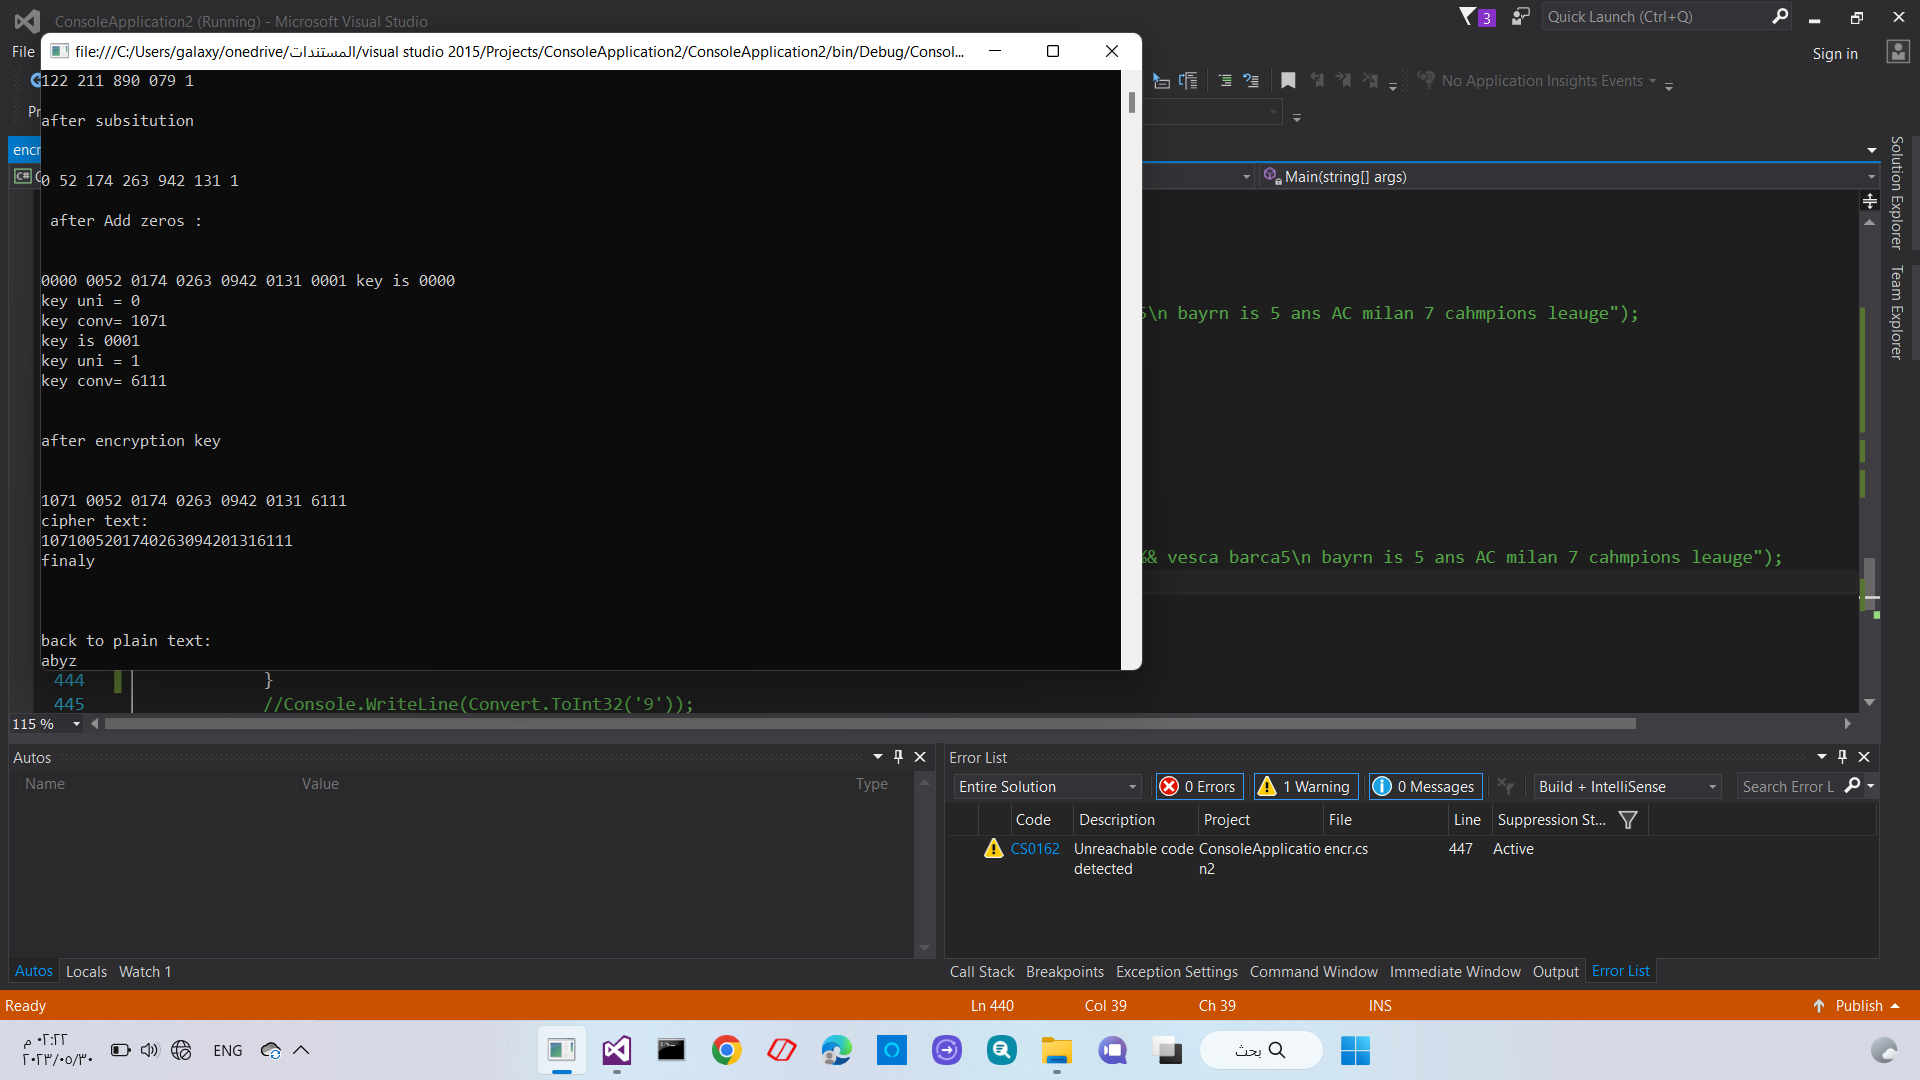 ConsoleApplication2 (Running) - Microsoft Visual Studio
3
Quick Launch (Ctrl+Q)
File
Sign in
file:///C:/Users/galaxy/onedrive/المستندات/visual studio 2015/Projects/ConsoleApplication2/ConsoleApplication2/bin/Debug/Consol...
No Application Insights Events
Pr
encr
Main(string[] args)
Solution Explorer
Team Explorer
122 211 890 079 1
after subsitution
0 52 174 263 942 131 1
after Add zeros :
0000 0052 0174 0263 0942 0131 0001 key is 0000
key uni = 0
key conv= 1071
key is 0001
key uni = 1
key conv= 6111
after encryption key
1071 0052 0174 0263 0942 0131 6111
cipher text:
1071005201740263094201316111
finaly
back to plain text:
abyz
5\n bayrn is 5 ans AC milan 7 cahmpions leauge");
&& vesca barca5\n bayrn is 5 ans AC milan 7 cahmpions leauge");
444 }
445 //Console.WriteLine(Convert.ToInt32('9'));
115 %
Autos
Name Value Type
Autos Locals Watch 1
Error List
Entire Solution 0 Errors 1 Warning 0 Messages Build + IntelliSense Search Error L
Code Description Project File Line Suppression St...
CS0162 Unreachable code detected ConsoleApplication2 encr.cs 447 Active
Call Stack Breakpoints Exception Settings Command Window Immediate Window Output Error List
Ready Ln 440 Col 39 Ch 39 INS Publish
٠٢:٢٢ م
٢٠٢٣/٠٥/٣٠
ENG
بحث